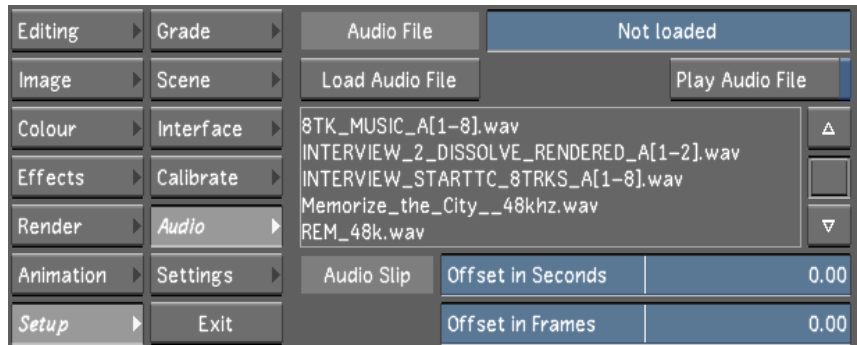 Editing Grade Audio File Not loaded
Image Scene Load Audio File Play Audio File
Colour Interface 8TK_MUSIC_A[1-8].wav
INTERVIEW_2_DISSOLVE_RENDERED_A[1-2].wav
Effects Calibrate INTERVIEW_STARTTC_8TRKS_A[1-8].wav
Memorize_the_City__48khz.wav
Render Audio REM_48k.wav
Animation Settings Audio Slip Offset in Seconds 0.00
Setup Exit Offset in Frames 0.00